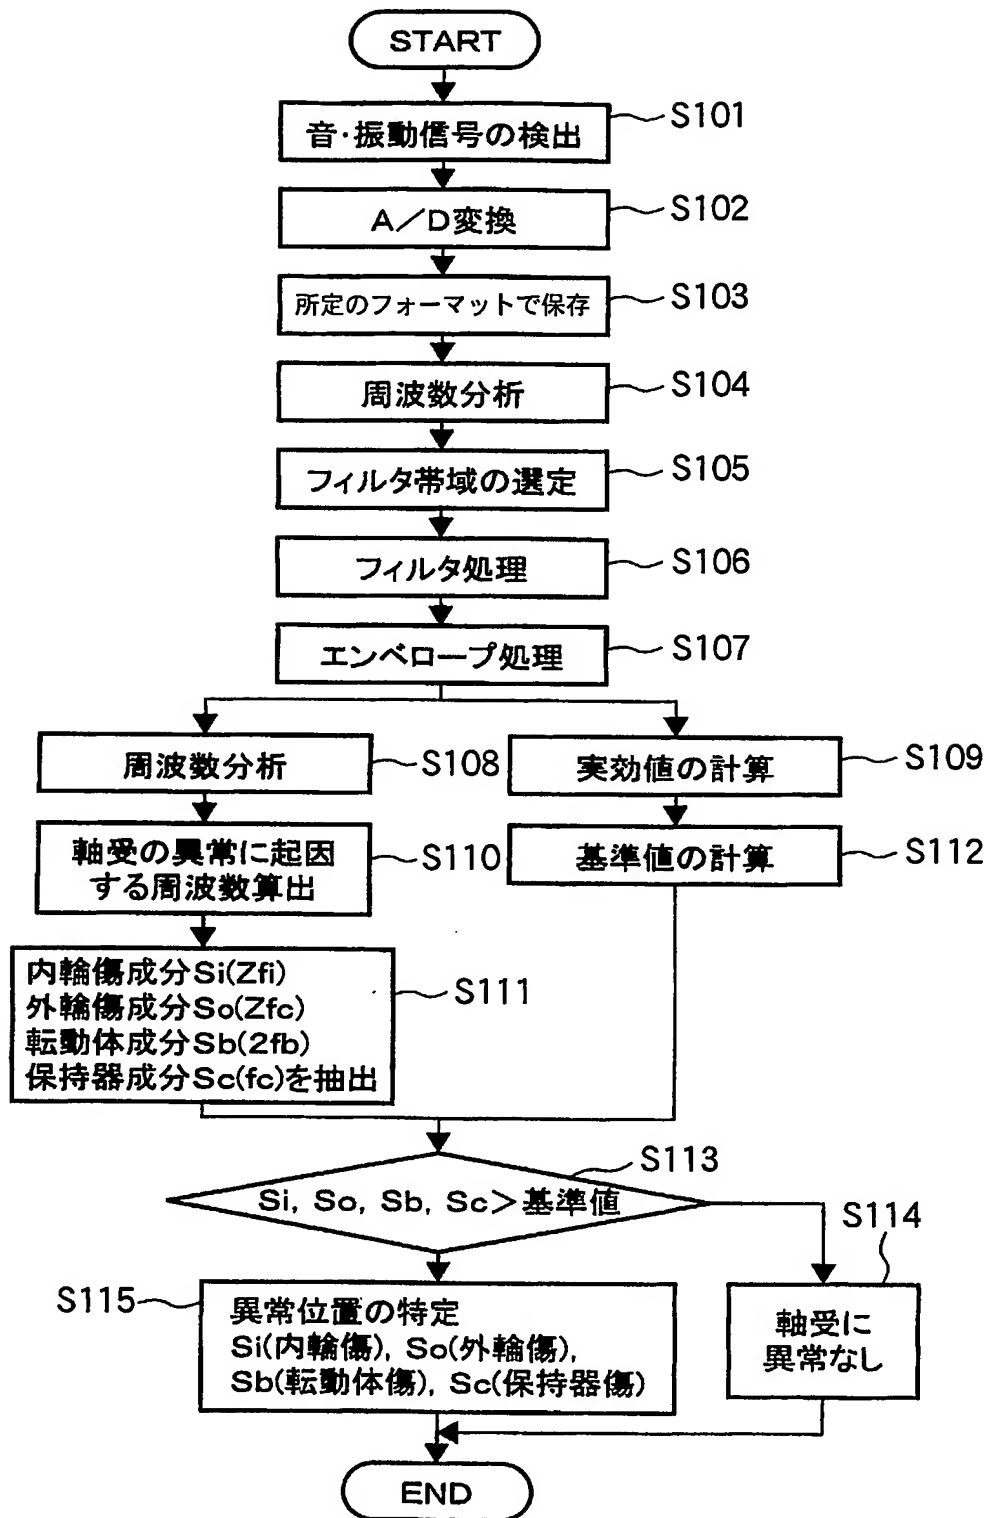 START
音・振動信号の検出
S101
A／D変換
S102
所定のフォーマットで保存
S103
周波数分析
S104
フィルタ帯域の選定
S105
フィルタ処理
S106
エンベロープ処理
S107
周波数分析
S108
実効値の計算
S109
軸受の異常に起因
する周波数算出
S110
基準値の計算
S112
内輪傷成分Si(Zfi)
外輪傷成分So(Zfc)
転動体成分Sb(2fb)
保持器成分Sc(fc)を抽出
S111
Si, So, Sb, Sc＞基準値
S113
S114
軸受に
異常なし
S115
異常位置の特定
Si(内輪傷), So(外輪傷),
Sb(転動体傷), Sc(保持器傷)
END